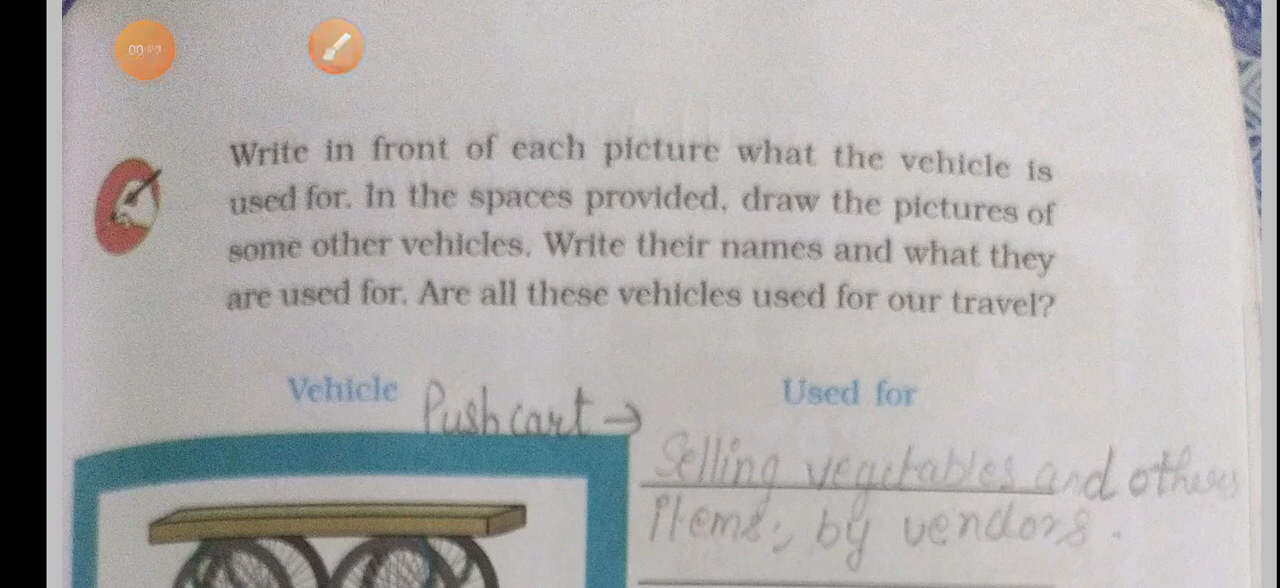 Write in front of each picture what the vehicle is
used for. In the spaces provided, draw the pictures of
some other vehicles. Write their names and what they
are used for. Are all these vehicles used for our travel?
Vehicle Push cart →
Used for
Selling vegetables and others
items, by vendors.